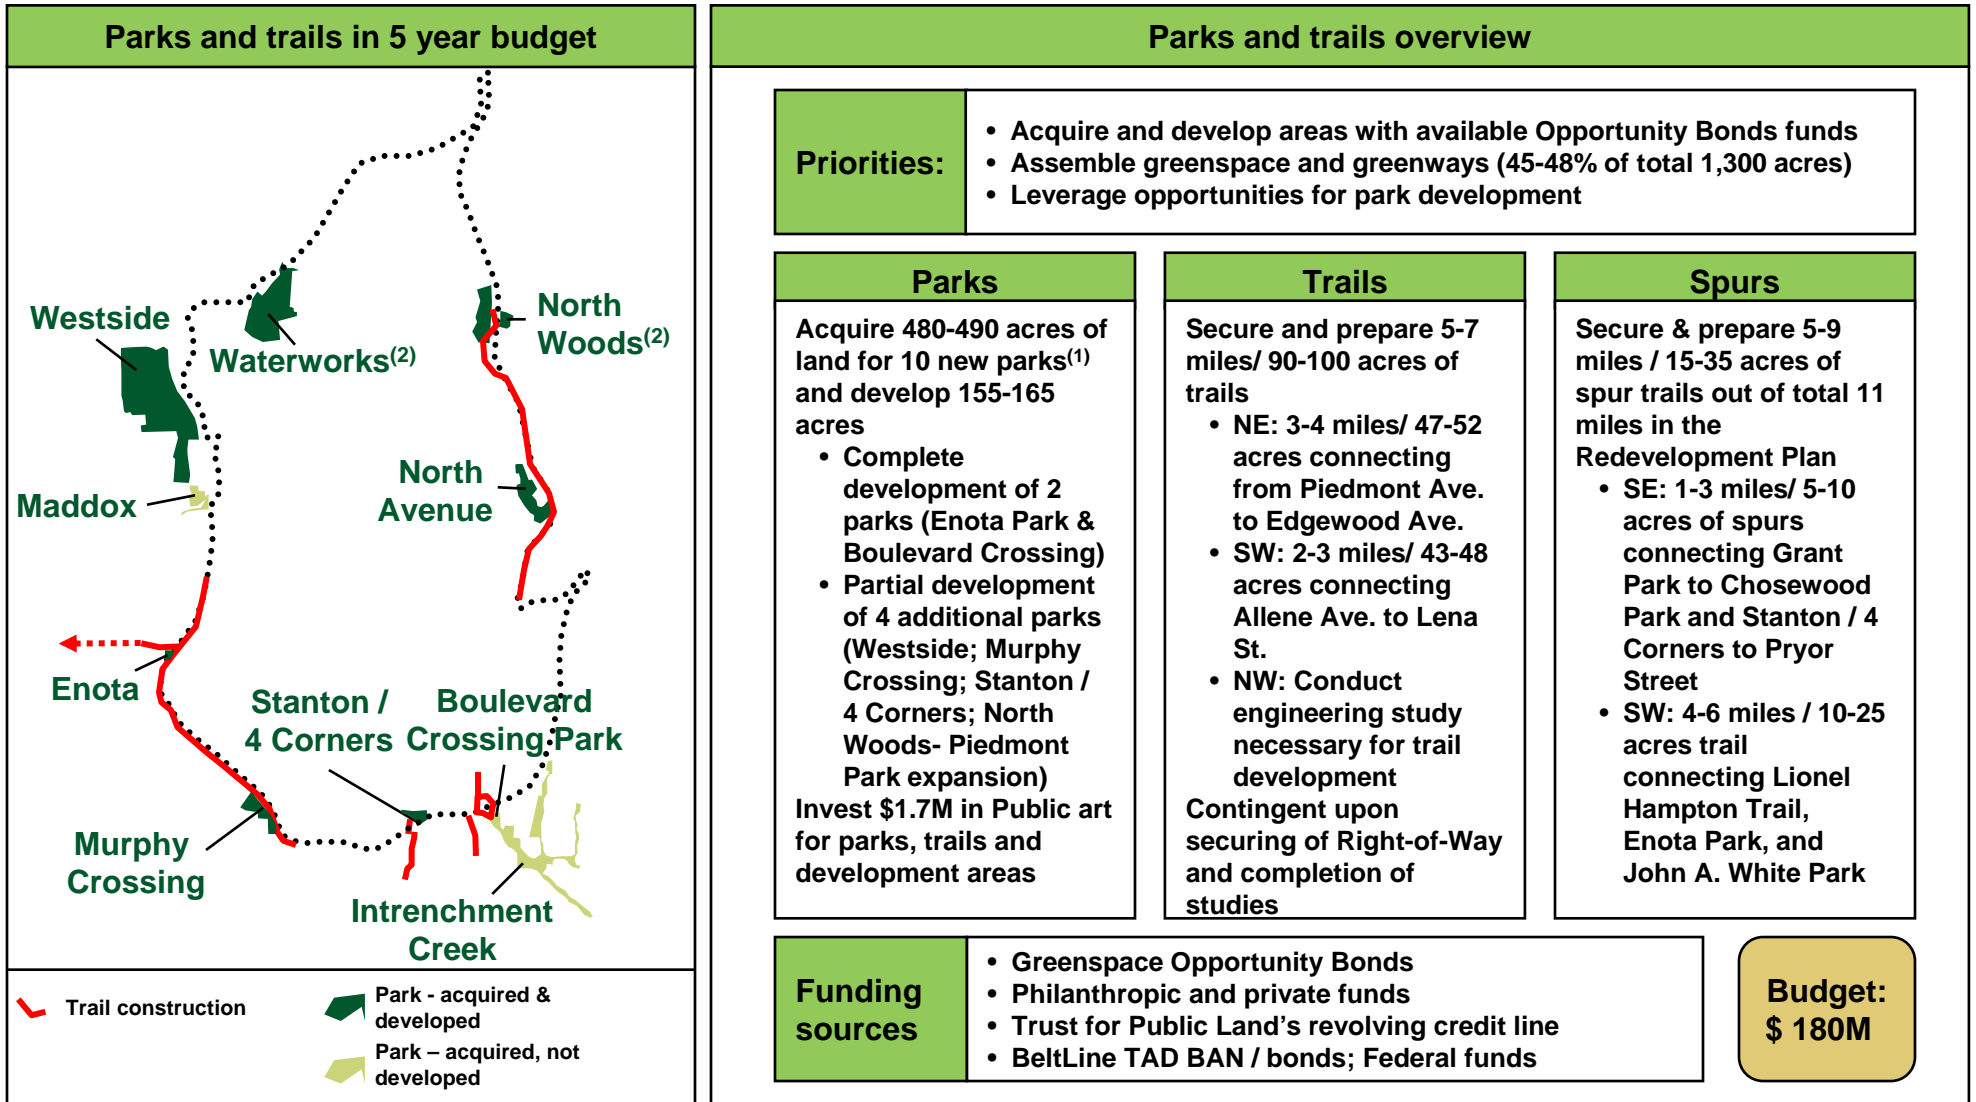 Parks and trails in 5 year budget
Westside
Waterworks(2)
North
Woods(2)
Maddox
North
Avenue
Enota
Stanton /
4 Corners
Boulevard
Crossing Park
Murphy
Crossing
Intrenchment
Creek
Trail construction
Park - acquired &
developed
Park – acquired, not
developed
Parks and trails overview
Priorities:
• Acquire and develop areas with available Opportunity Bonds funds
• Assemble greenspace and greenways (45-48% of total 1,300 acres)
• Leverage opportunities for park development
Parks
Acquire 480-490 acres of
land for 10 new parks(1)
and develop 155-165
acres
• Complete
development of 2
parks (Enota Park &
Boulevard Crossing)
• Partial development
of 4 additional parks
(Westside; Murphy
Crossing; Stanton /
4 Corners; North
Woods- Piedmont
Park expansion)
Invest $1.7M in Public art
for parks, trails and
development areas
Trails
Secure and prepare 5-7
miles/ 90-100 acres of
trails
• NE: 3-4 miles/ 47-52
acres connecting
from Piedmont Ave.
to Edgewood Ave.
• SW: 2-3 miles/ 43-48
acres connecting
Allene Ave. to Lena
St.
• NW: Conduct
engineering study
necessary for trail
development
Contingent upon
securing of Right-of-Way
and completion of
studies
Spurs
Secure & prepare 5-9
miles / 15-35 acres of
spur trails out of total 11
miles in the
Redevelopment Plan
• SE: 1-3 miles/ 5-10
acres of spurs
connecting Grant
Park to Chosewood
Park and Stanton / 4
Corners to Pryor
Street
• SW: 4-6 miles / 10-25
acres trail
connecting Lionel
Hampton Trail,
Enota Park, and
John A. White Park
Funding
sources
• Greenspace Opportunity Bonds
• Philanthropic and private funds
• Trust for Public Land’s revolving credit line
• BeltLine TAD BAN / bonds; Federal funds
Budget:
$ 180M